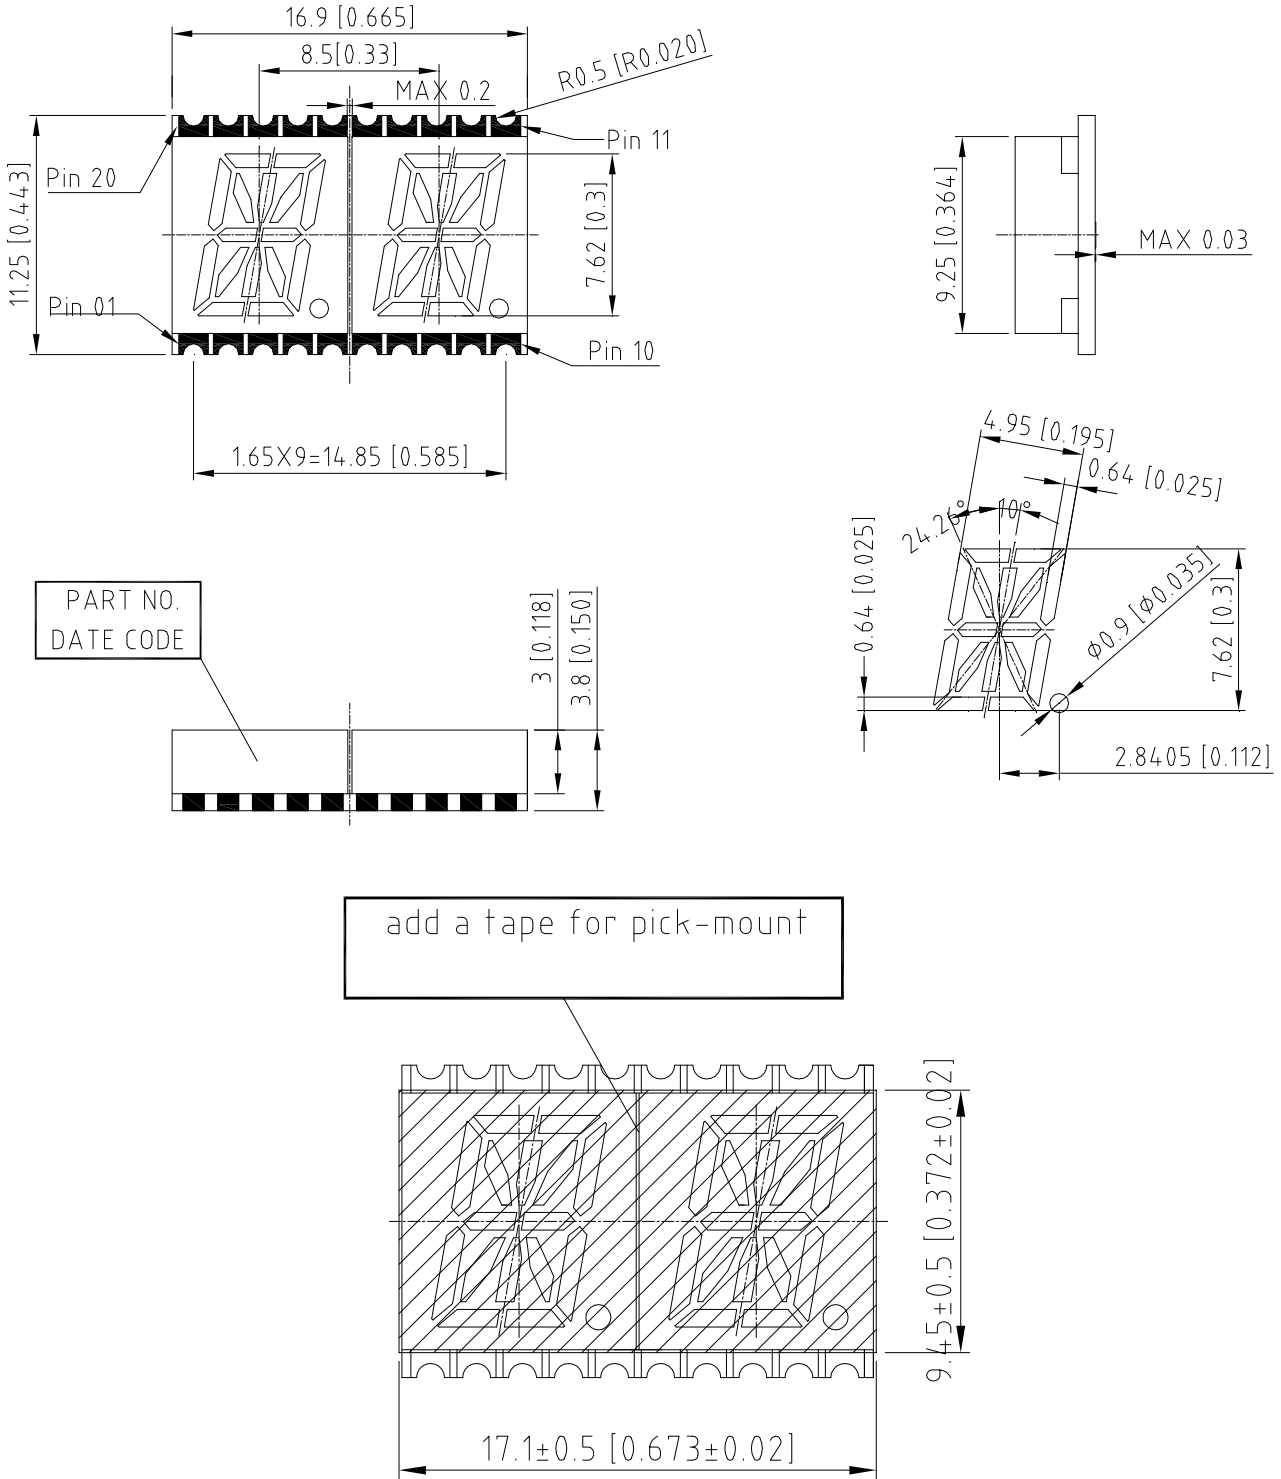 16.9 [0.665]
8.5[0.33]
MAX 0.2
R0.5 [R0.020]
Pin 11
Pin 20
11.25 [0.443]
7.62 [0.3]
Pin 01
Pin 10
1.65X9=14.85 [0.585]
9.25 [0.364]
MAX 0.03
4.95 [0.195]
0.64 [0.025]
24.26°
10°
0.64 [0.025]
Φ0.9 [Φ0.035]
7.62 [0.3]
2.8405 [0.112]
PART NO.
DATE CODE
3 [0.118]
3.8 [0.150]
add a tape for pick-mount
9.45±0.5 [0.372±0.02]
17.1±0.5 [0.673±0.02]